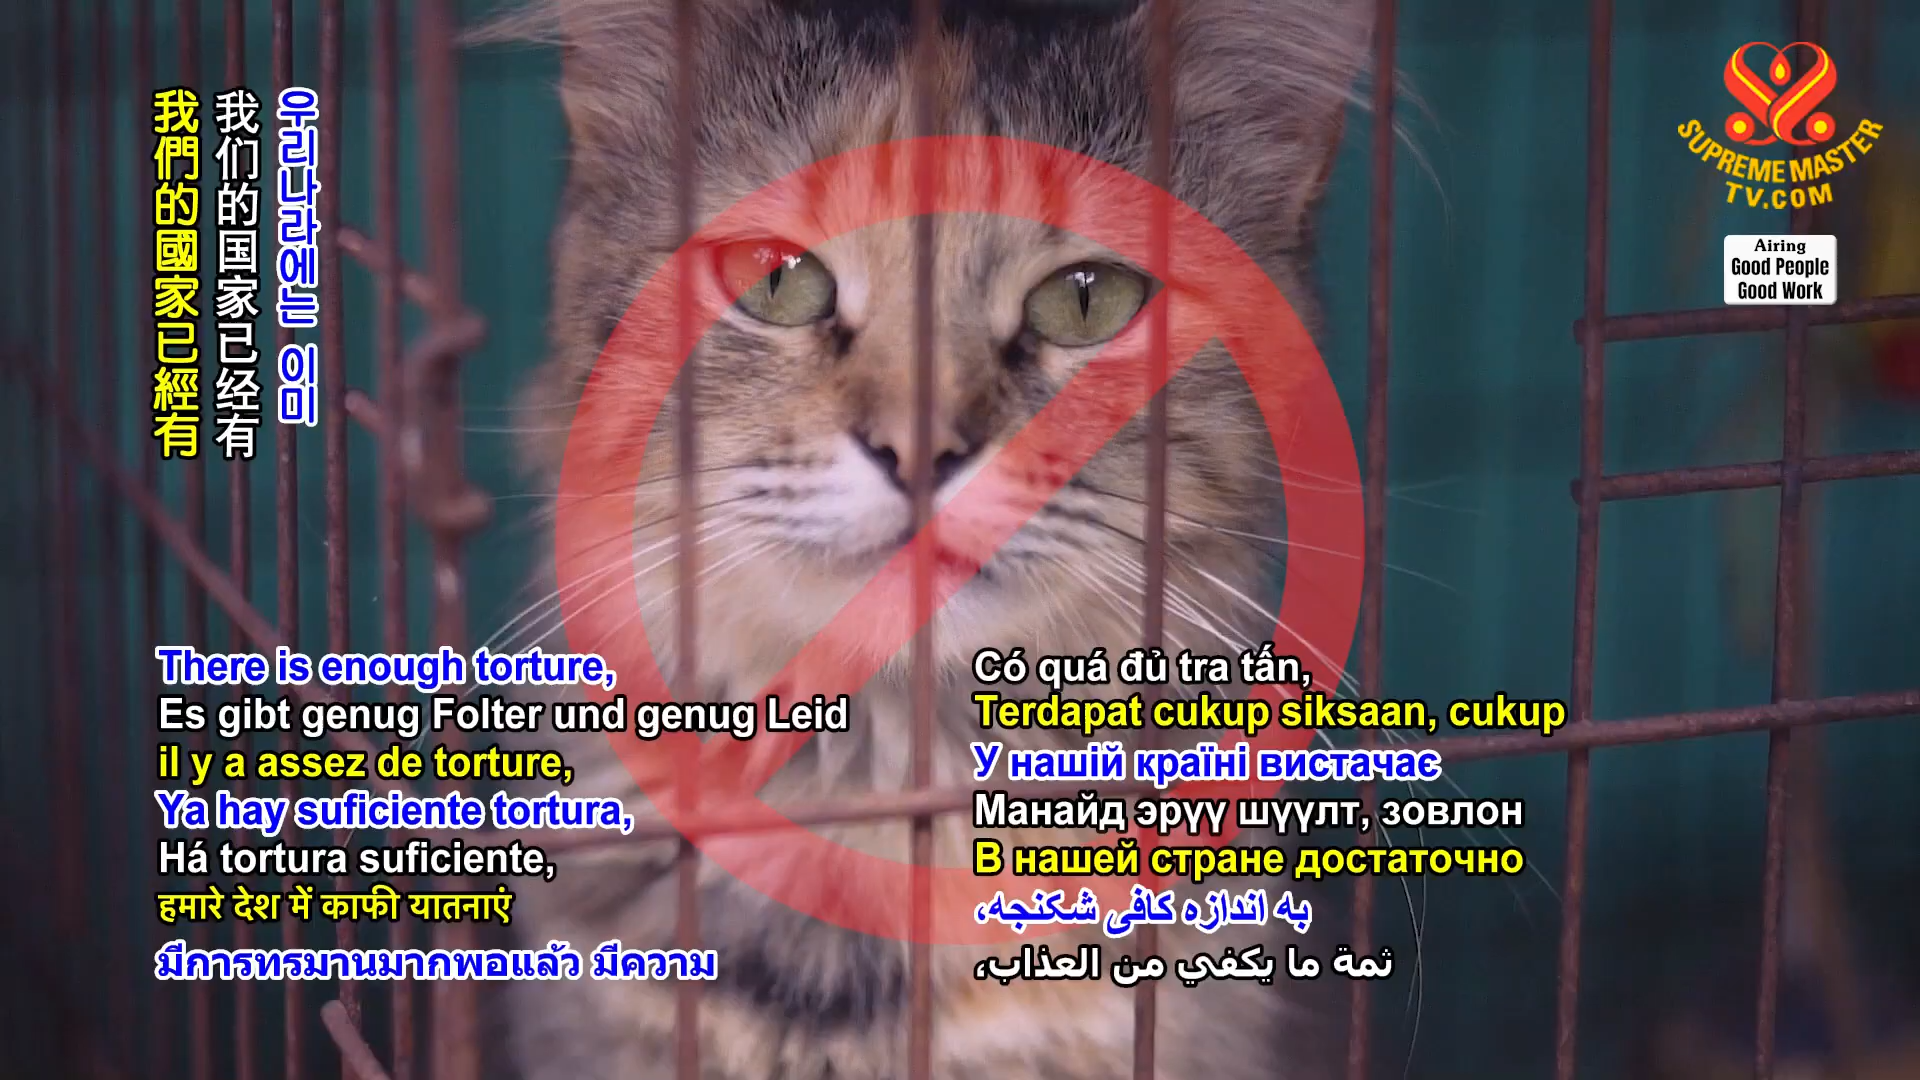 我們的國家已經有
我们的国家已经有
우리나라에는 이미
SUPREME MASTER
TV.COM
Airing
Good People
Good Work
There is enough torture,
Es gibt genug Folter und genug Leid
il y a assez de torture,
Ya hay suficiente tortura,
Há tortura suficiente,
हमारे देश में काफी यातनाएं
มีการทรมานมากพอแล้ว มีความ
Có quá đủ tra tấn,
Terdapat cukup siksaan, cukup
У нашій країні вистачає
Манайд эрүү шүүлт, зовлон
В нашей стране достаточно
به اندازه کافی شکنجه،
ثمة ما يكفي من العذاب،